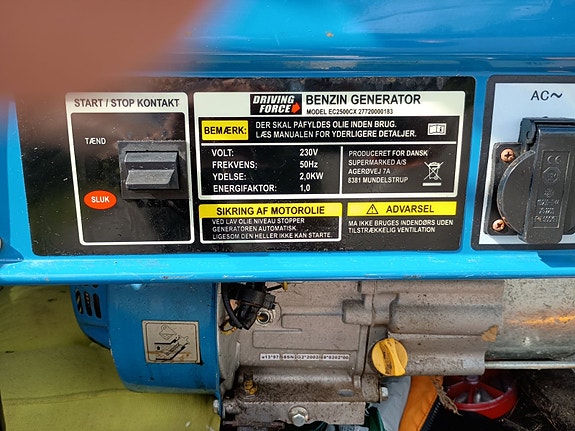 START / STOP KONTAKT
TÆND
SLUK
DRIVING
FORCE
BENZIN GENERATOR
MODEL EC2500CX 27720000183
BEMÆRK:
DER SKAL PAFYLDES OLIE INDEN BRUG.
LÆS MANUALEN FOR YDERLIGERE DETALJER.
VOLT: 230V
FREKVENS: 50Hz
YDELSE: 2,0KW
ENERGIFAKTOR: 1,0
PRODUCERET FOR DANSK
SUPERMARKED A/S
AGERØVEJ 7A
8381 MUNDELSTRUP
SIKRING AF MOTOROLIE
VED LAV OLIE NIVEAU STOPPER
GENERATOREN AUTOMATISK
LIGESOM DEN HELLER IKKE KAN STARTE.
ADVARSEL
MA IKKE BRUGES INDENDØRS UDEN
TILSTRÆKKELIG VENTILATION
AC~